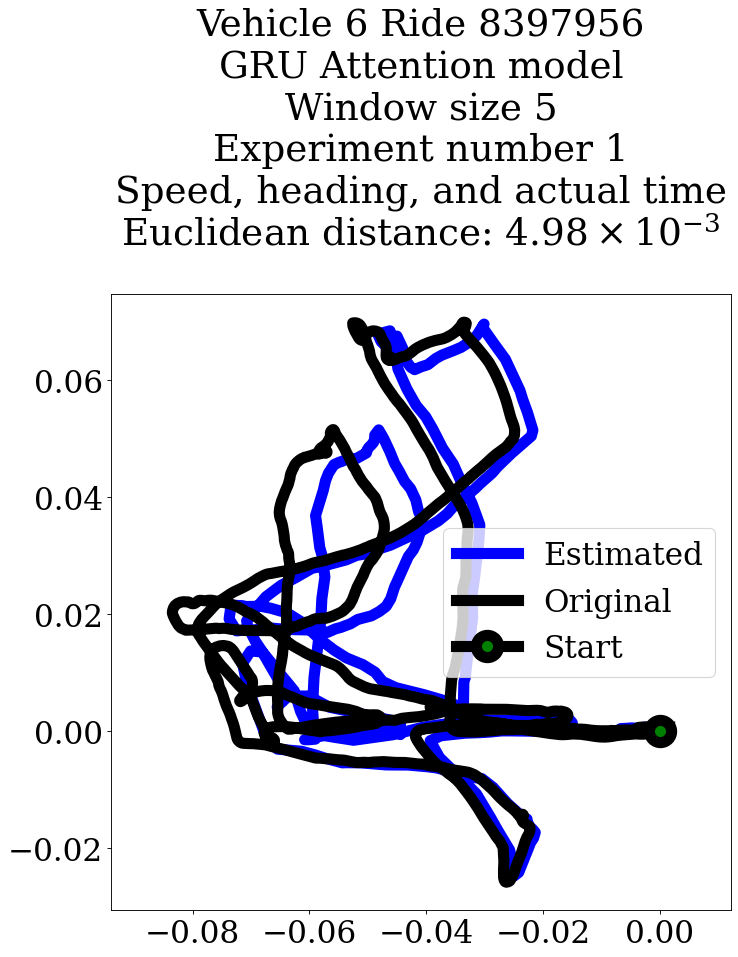 Vehicle 6 Ride 8397956
GRU Attention model
Window size 5
Experiment number 1
Speed, heading, and actual time
Euclidean distance: 4.98 × 10⁻³
0.06
0.04
0.02
0.00
−0.02
Estimated
Original
Start
−0.08 −0.06 −0.04 −0.02 0.00